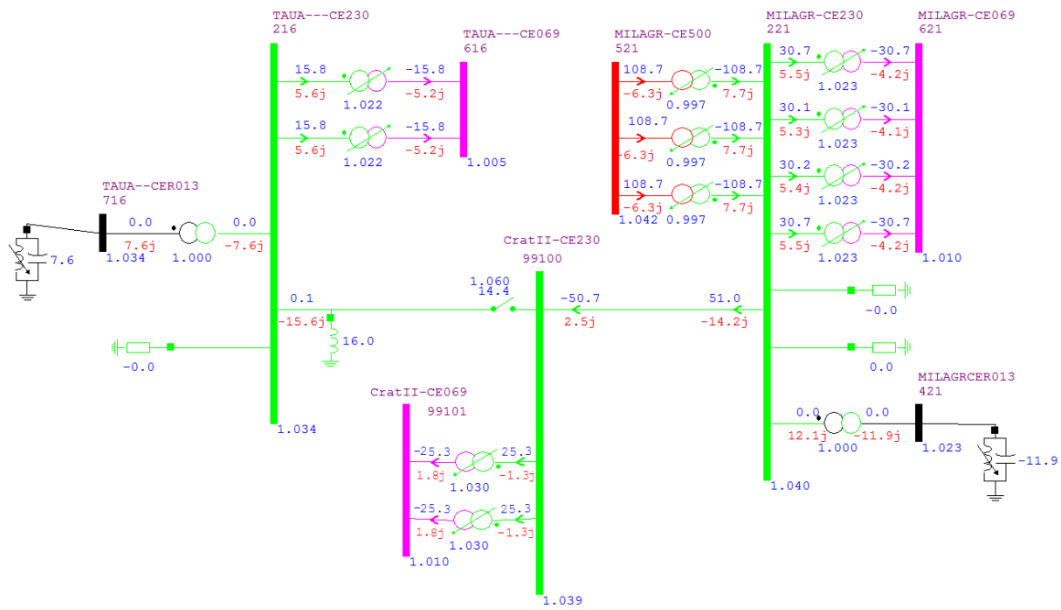 TAUA---CE230
216
MILAGR-CE230
221
MILAGR-CE069
621
TAUA---CE069
616
MILAGR-CE500
521
15.8
-15.8
5.6j
-5.2j
1.022
15.8
-15.8
5.6j
-5.2j
1.022
1.005
108.7
-108.7
-6.3j
7.7j
0.997
108.7
-108.7
-6.3j
7.7j
0.997
108.7
-108.7
-6.3j
7.7j
1.042
0.997
30.7
-30.7
5.5j
-4.2j
1.023
30.1
-30.1
5.3j
-4.1j
1.023
30.2
-30.2
5.4j
-4.2j
1.023
30.7
-30.7
5.5j
-4.2j
1.023
1.010
TAUA--CER013
716
0.0
0.0
7.6j
-7.6j
7.6
1.034
1.000
CratII-CE230
99100
0.1
-15.6j
1.060
14.4
16.0
-50.7
51.0
2.5j
-14.2j
-0.0
-0.0
0.0
1.034
CratII-CE069
99101
-25.3
25.3
1.8j
-1.3j
1.030
-25.3
25.3
1.8j
-1.3j
1.030
1.010
1.039
MILAGRCER013
421
0.0
0.0
12.1j
-11.9j
1.000
1.023
-11.9
1.040